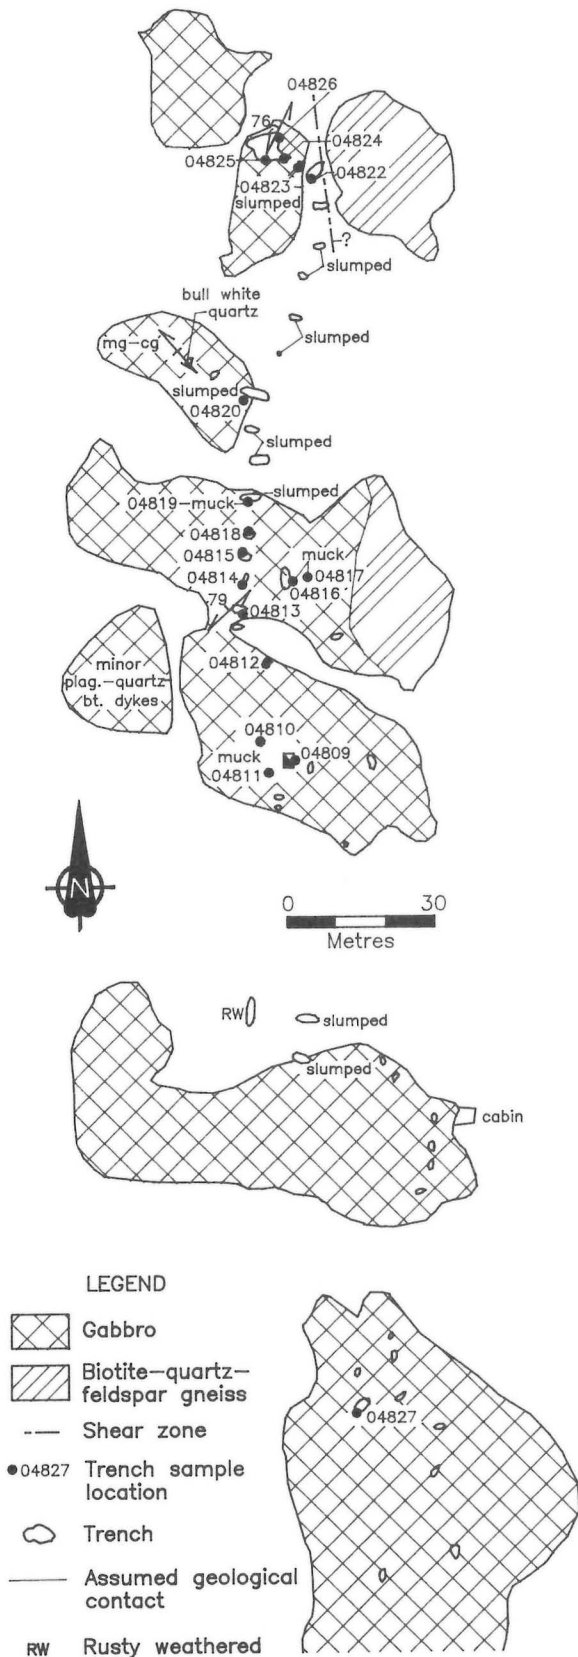 04826
76
04824
04825
04822
04823
slumped
?
slumped
bull white
quartz
mg-cg
slumped
slumped
04820
slumped
slumped
04819-muck
04818
04815
muck
04814
04817
04816
79
04813
04812
minor
plag.-quartz
bt. dykes
04810
muck
04809
04811
N
0 30
Metres
RW
slumped
slumped
cabin
LEGEND
Gabbro
Biotite-quartz-
feldspar gneiss
Shear zone
04827 Trench sample
location
Trench
Assumed geological
contact
RW Rusty weathered
04827